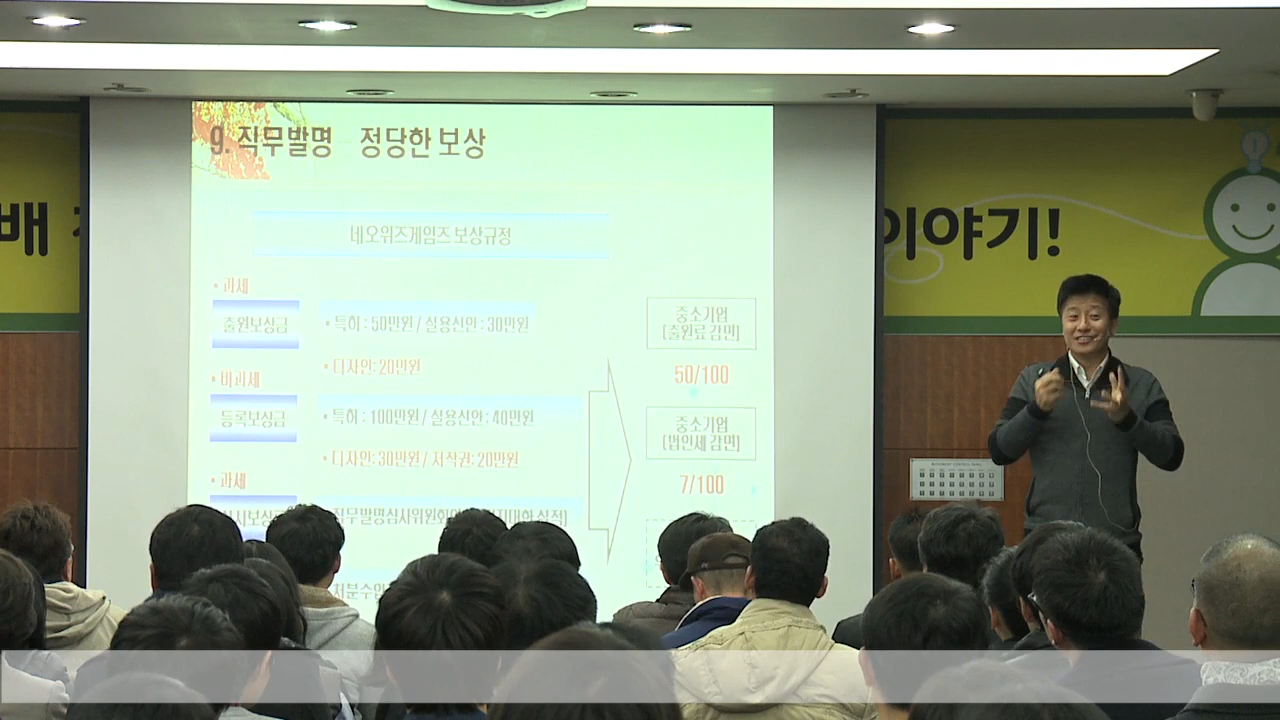 9. 직무발명 정당한 보상
배
이야기!
네오위즈게임즈 보상규정
• 과세
출원보상금
• 특허 : 50만원 / 실용신안 : 30만원
• 디자인: 20만원
• 비과세
등록보상금
• 특허 : 100만원 / 실용신안 : 40만원
• 디자인: 30만원 / 저작권: 20만원
• 과세
중소기업
[출원료 감면]
50/100
중소기업
[법인세 감면]
7/100